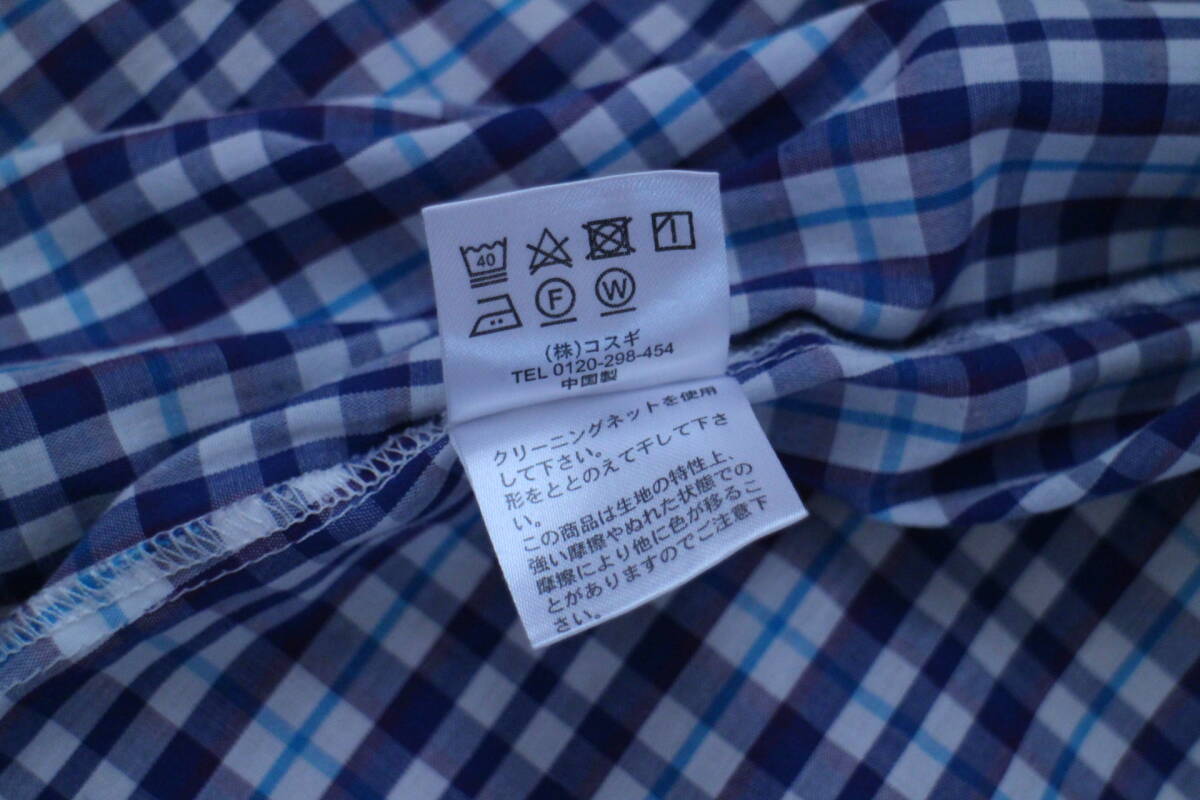 40
F W
(株)コスギ
TEL 0120-298-454
中国製
クリーニングネットを使用
して下さい。
形をととのえて干して下さ
い。
この商品は生地の特性上、
強い摩擦やぬれた状態での
摩擦により他に色が移るこ
とがありますのでご注意下
さい。